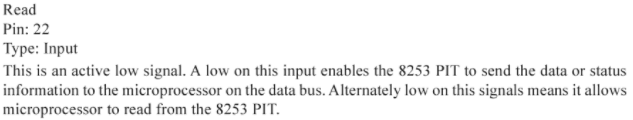 Read
Pin: 22
Type: Input
This is an active low signal. A low on this input enables the 8253 PIT to send the data or status
information to the microprocessor on the data bus. Alternately low on this signals means it allows
microprocessor to read from the 8253 PIT.